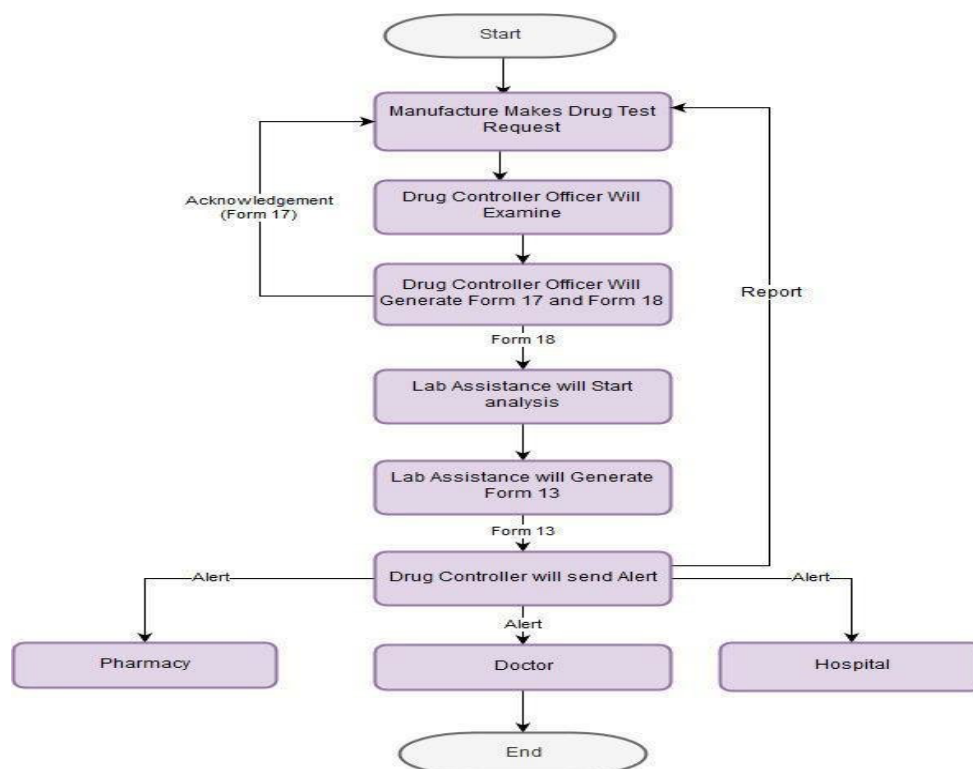 Start
Manufacture Makes Drug Test
Request
Acknowledgement
(Form 17)
Drug Controller Officer Will
Examine
Drug Controller Officer Will
Generate Form 17 and Form 18
Report
Form 18
Lab Assistance will Start
analysis
Lab Assistance will Generate
Form 13
Form 13
Alert
Drug Controller will send Alert
Alert
Alert
Pharmacy
Doctor
Hospital
End